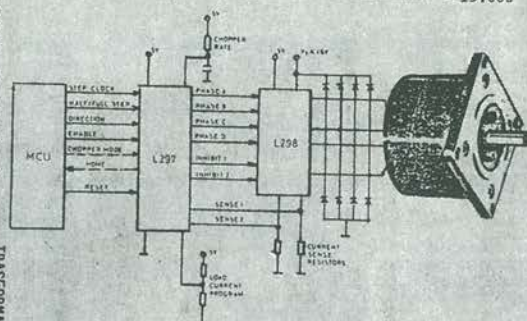 5V
CHOPPER
RATE
5V
5V
STEP CLOCK
HALF/FULL STEP
DIRECTION
ENABLE
CHOPPER MODE
HOME
RESET
MCU
L297
PHASE A
PHASE B
PHASE C
PHASE D
INHIBIT 1
INHIBIT 2
SENSE 1
SENSE 2
L298
5V
LOAD
CURRENT
PROGRAM
CURRENT
SENSE
RESISTORS